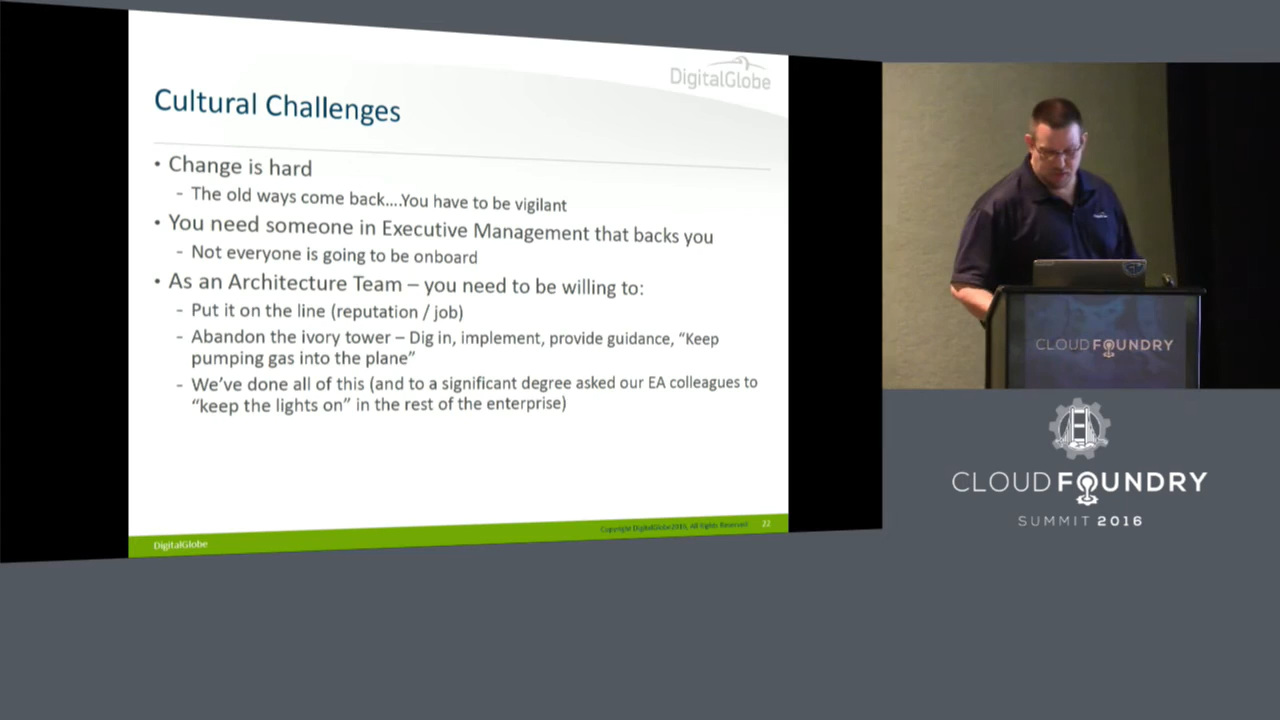 DigitalGlobe
Cultural Challenges
• Change is hard
- The old ways come back....You have to be vigilant
• You need someone in Executive Management that backs you
- Not everyone is going to be onboard
• As an Architecture Team – you need to be willing to:
- Put it on the line (reputation / job)
- Abandon the ivory tower – Dig in, implement, provide guidance, “Keep
pumping gas into the plane”
- We’ve done all of this (and to a significant degree asked our EA colleagues to
“keep the lights on” in the rest of the enterprise)
DigitalGlobe
22
CLOUD FOUNDRY
CLOUD FOUNDRY
SUMMIT 2016